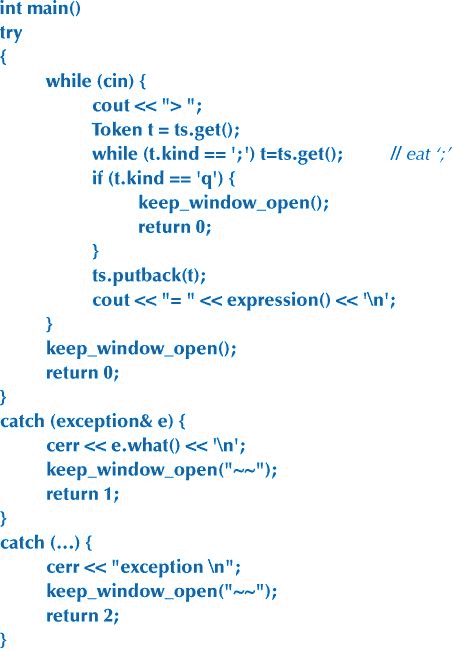 int main()
try
{
while (cin) {
cout << "> ";
Token t = ts.get();
while (t.kind == ';') t=ts.get(); // eat ‘;’
if (t.kind == 'q') {
keep_window_open();
return 0;
}
ts.putback(t);
cout << "= " << expression() << '\n';
}
keep_window_open();
return 0;
}
catch (exception& e) {
cerr << e.what() << '\n';
keep_window_open("~~");
return 1;
}
catch (…) {
cerr << "exception \n";
keep_window_open("~~");
return 2;
}